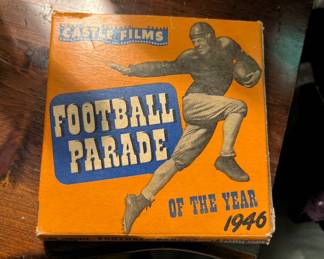 CASTLE FILMS
FOOTBALL
PARADE
OF THE YEAR
1946